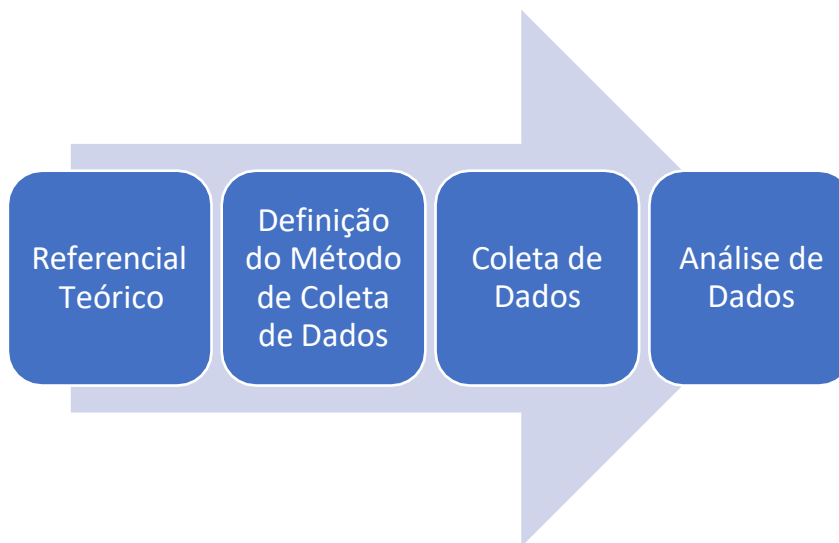 Referencial
Teórico
Definição
do Método
de Coleta
de Dados
Coleta de
Dados
Análise de
Dados